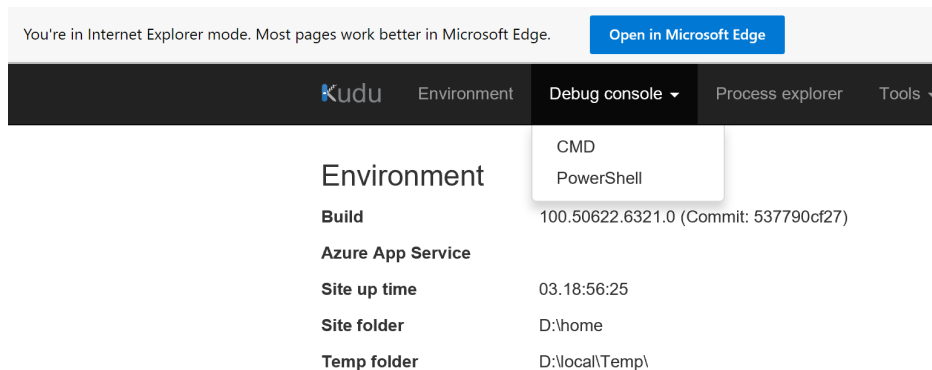 You're in Internet Explorer mode. Most pages work better in Microsoft Edge. Open in Microsoft Edge
Kudu Environment Debug console Process explorer Tools
CMD
PowerShell
Environment
Build 100.50622.6321.0 (Commit: 537790cf27)
Azure App Service
Site up time 03.18:56:25
Site folder D:\home
Temp folder D:\local\Temp\